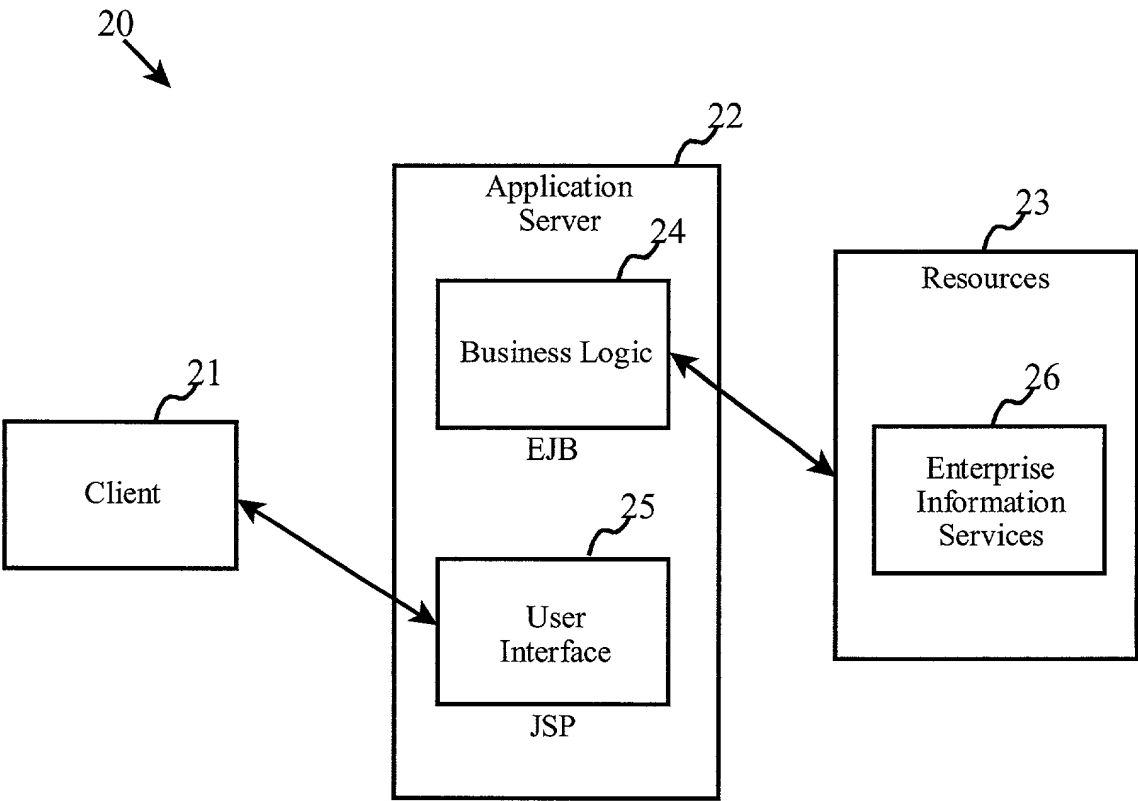 20
22
Application
Server
23
Resources
24
Business Logic
EJB
21
Client
26
Enterprise
Information
Services
25
User
Interface
JSP